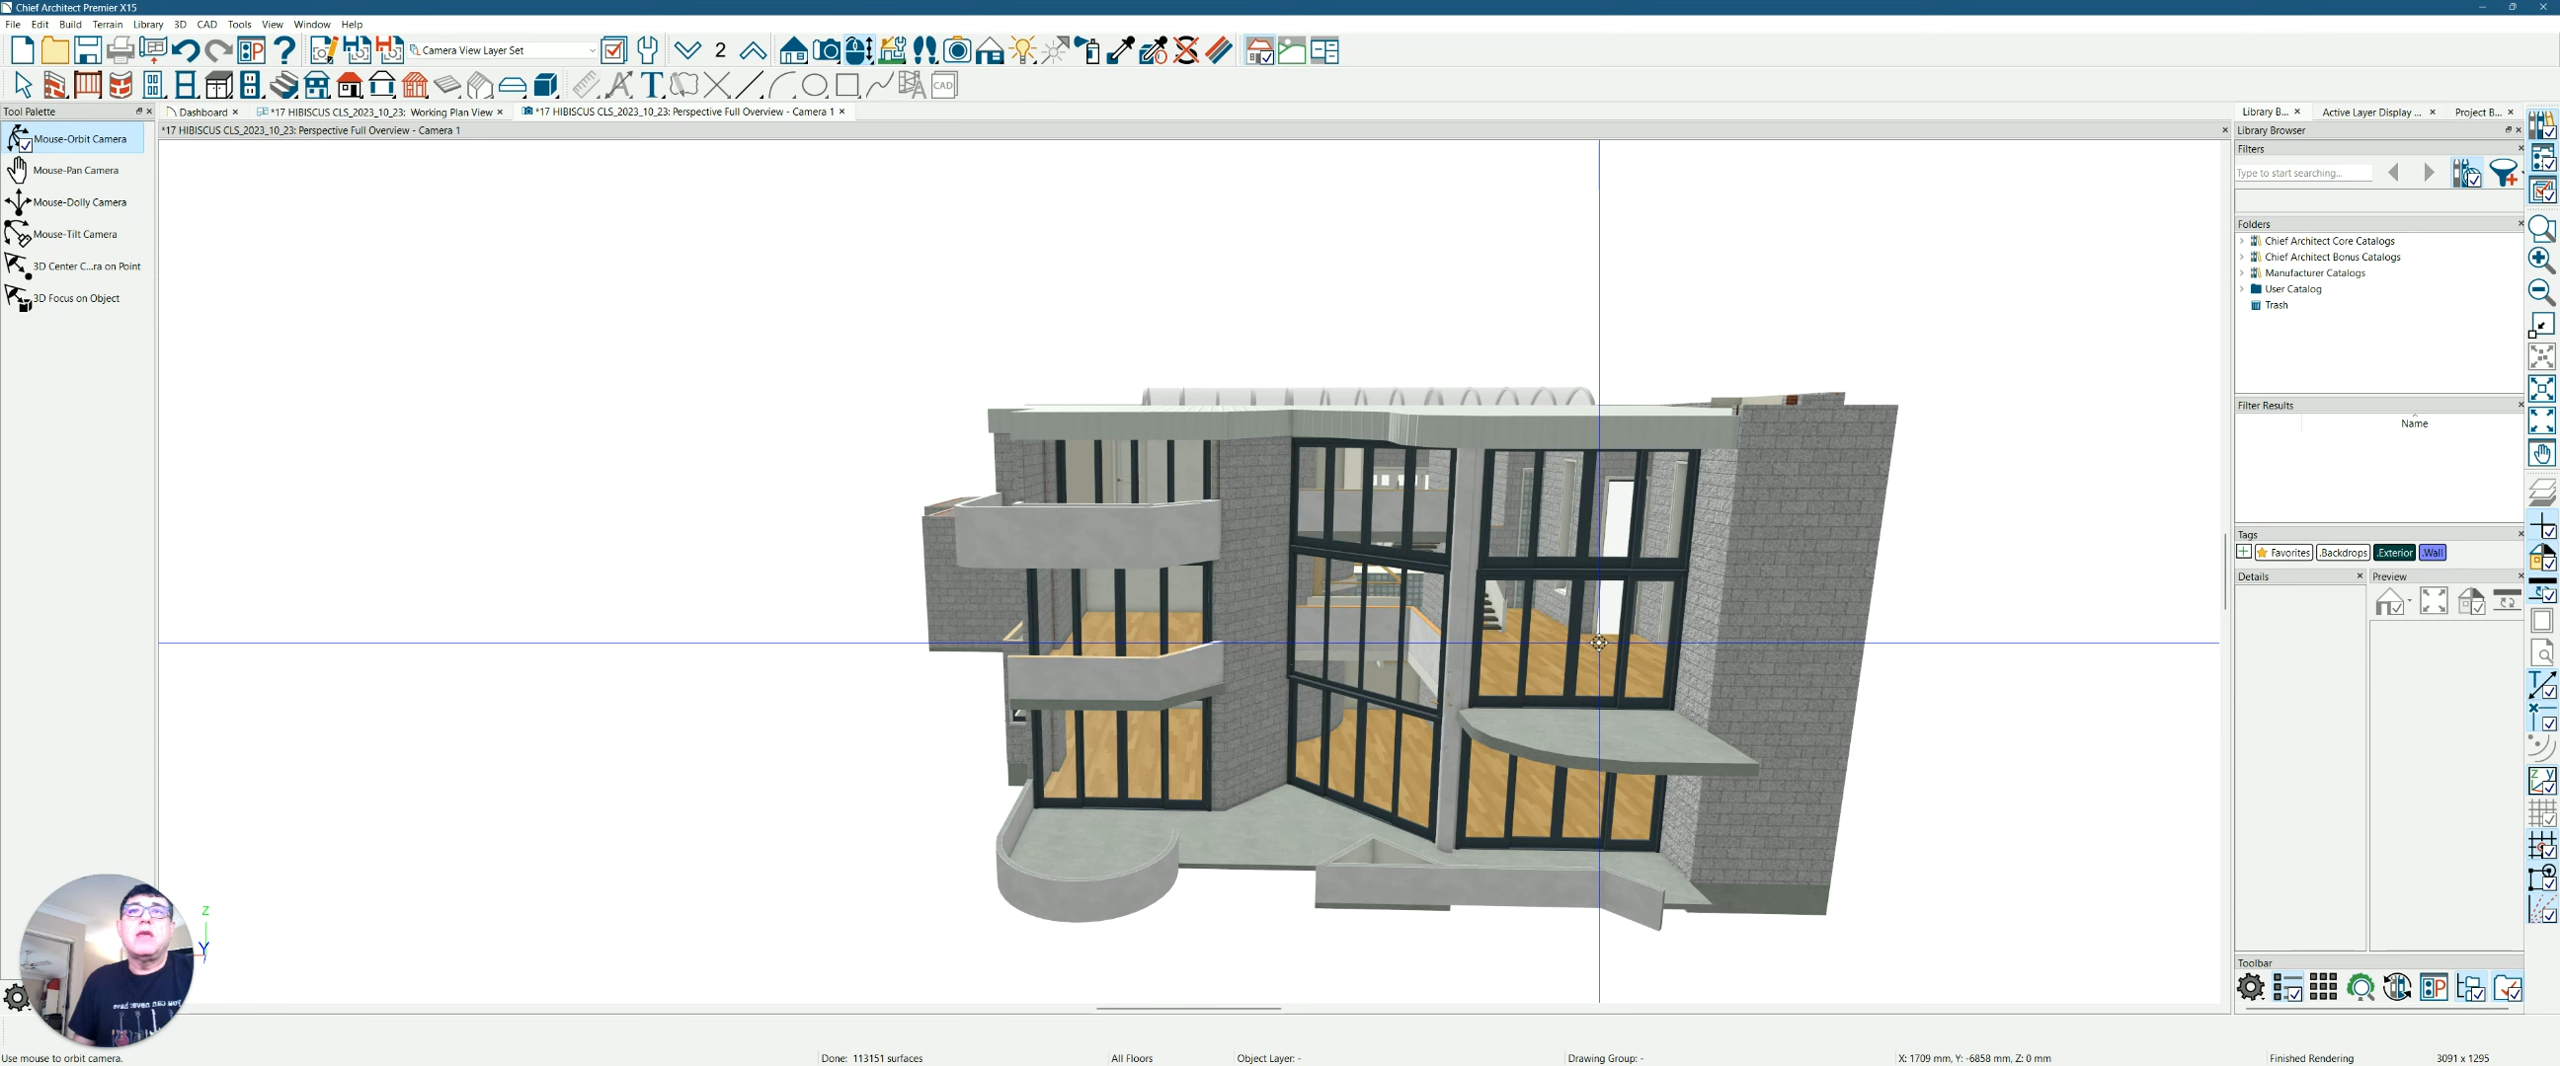 Chief Architect Premier X15
File Edit Build Terrain Library 3D CAD Tools View Window Help
Camera View Layer Set
2
Tool Palette
Dashboard
*17 HIBISCUS CLS_2023_10_23: Working Plan View
*17 HIBISCUS CLS_2023_10_23: Perspective Full Overview - Camera 1
Library B...
Active Layer Display ...
Project B...
*17 HIBISCUS CLS_2023_10_23: Perspective Full Overview - Camera 1
Library Browser
Mouse-Orbit Camera
Mouse-Pan Camera
Mouse-Dolly Camera
Mouse-Tilt Camera
3D Center C...ra on Point
3D Focus on Object
Filters
Type to start searching...
Folders
Chief Architect Core Catalogs
Chief Architect Bonus Catalogs
Manufacturer Catalogs
User Catalog
Trash
Filter Results
Name
Tags
Favorites .Backdrops .Exterior .Wall
Details
Preview
Z
Y
Toolbar
Use mouse to orbit camera.
Done: 113151 surfaces
All Floors
Object Layer: -
Drawing Group: -
X: 1709 mm, Y: -6858 mm, Z: 0 mm
Finished Rendering
3091 x 1295